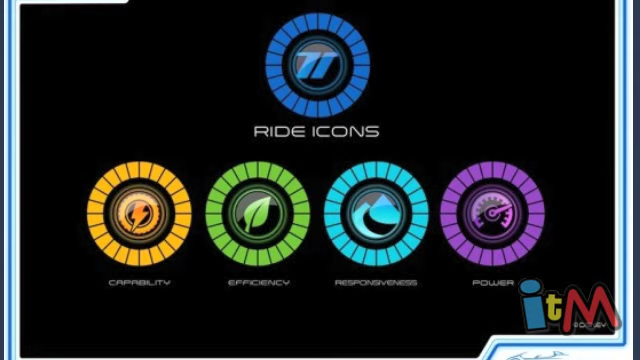 RIDE ICONS
CAPABILITY
EFFICIENCY
RESPONSIVENESS
POWER
itM